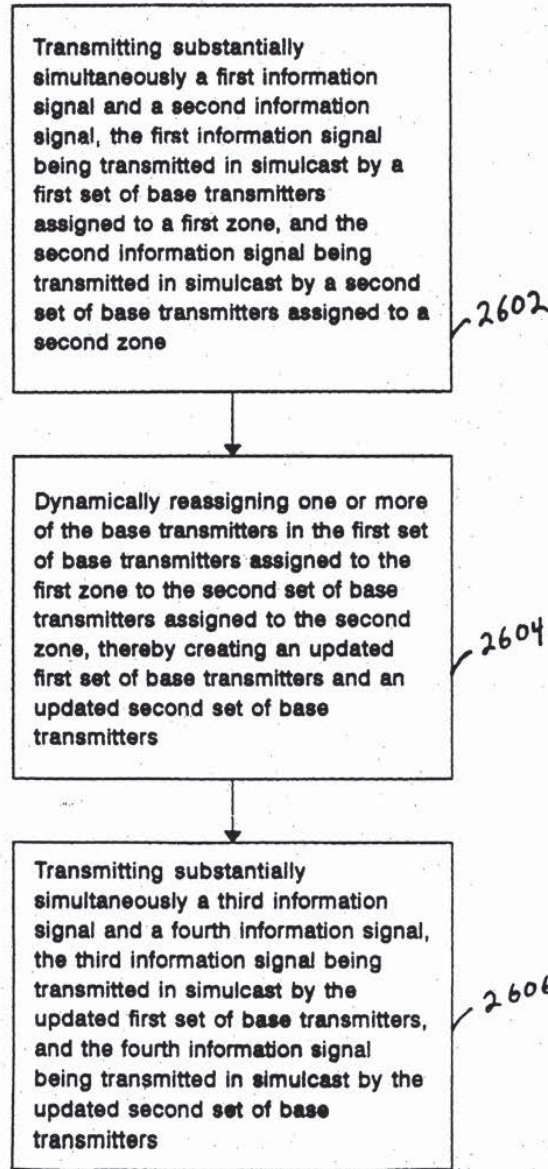 Transmitting substantially
simultaneously a first information
signal and a second information
signal, the first information signal
being transmitted in simulcast by a
first set of base transmitters
assigned to a first zone, and the
second information signal being
transmitted in simulcast by a second
set of base transmitters assigned to a
second zone
2602
Dynamically reassigning one or more
of the base transmitters in the first set
of base transmitters assigned to the
first zone to the second set of base
transmitters assigned to the second
zone, thereby creating an updated
first set of base transmitters and an
updated second set of base
transmitters
2604
Transmitting substantially
simultaneously a third information
signal and a fourth information signal,
the third information signal being
transmitted in simulcast by the
updated first set of base transmitters,
and the fourth information signal
being transmitted in simulcast by the
updated second set of base
transmitters
2606